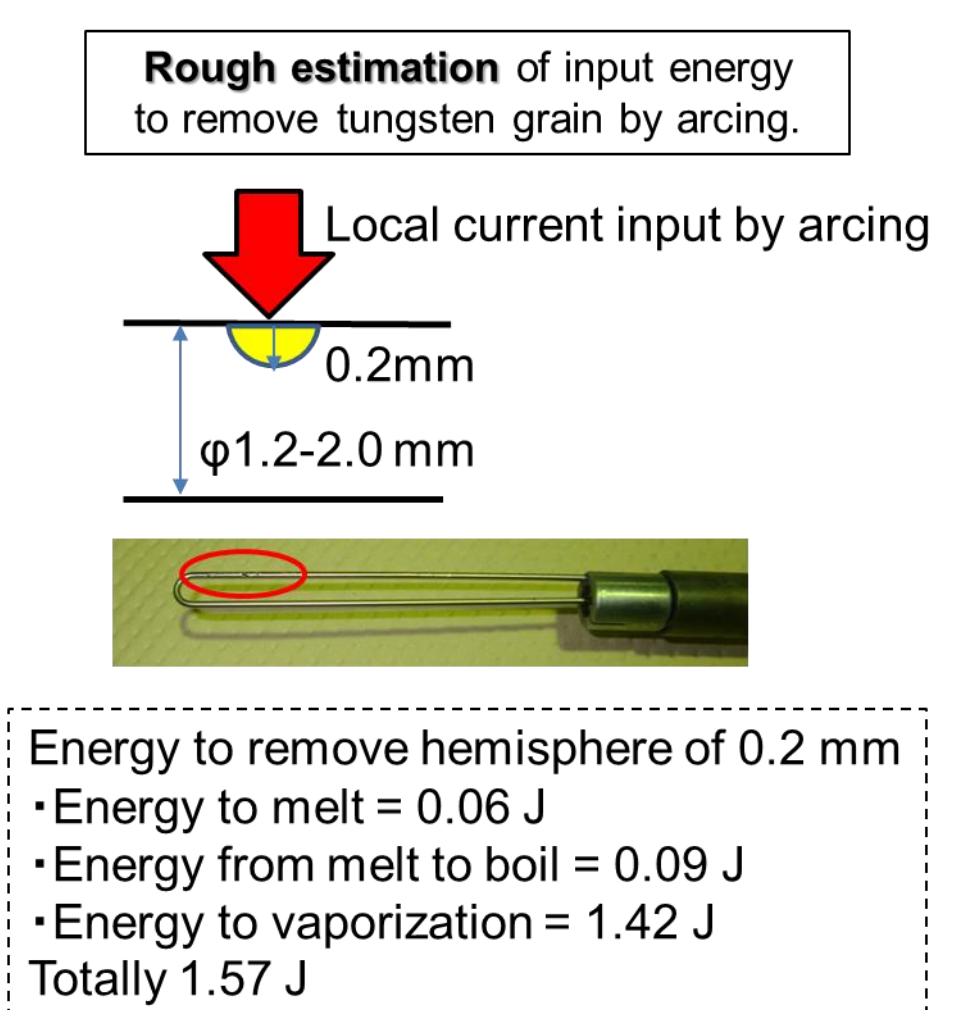 Rough estimation of input energy
to remove tungsten grain by arcing.
Local current input by arcing
0.2mm
φ1.2-2.0 mm
Energy to remove hemisphere of 0.2 mm
・Energy to melt = 0.06 J
・Energy from melt to boil = 0.09 J
・Energy to vaporization = 1.42 J
Totally 1.57 J